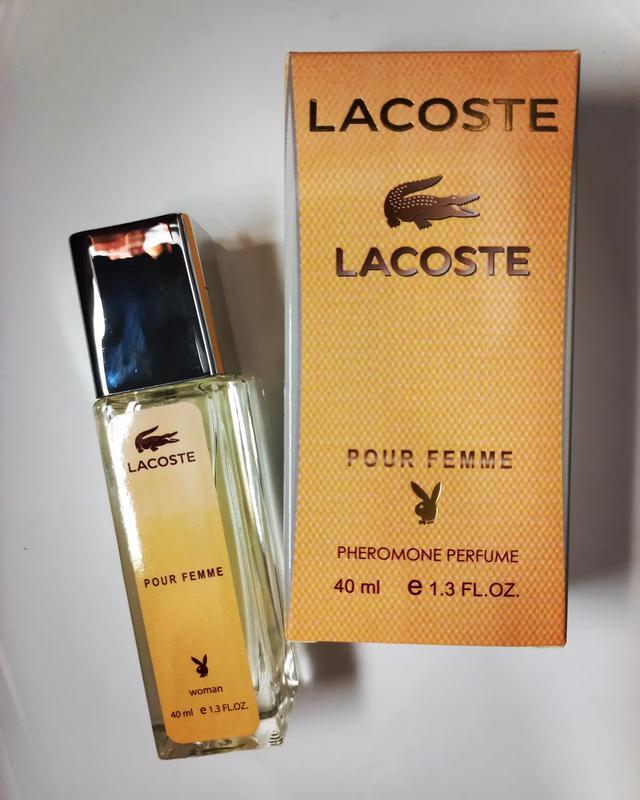 LACOSTE
LACOSTE
POUR FEMME
PHEROMONE PERFUME
40 ml e 1.3 FL.OZ.
LACOSTE
POUR FEMME
woman
40 ml e 1.3 FL.OZ.